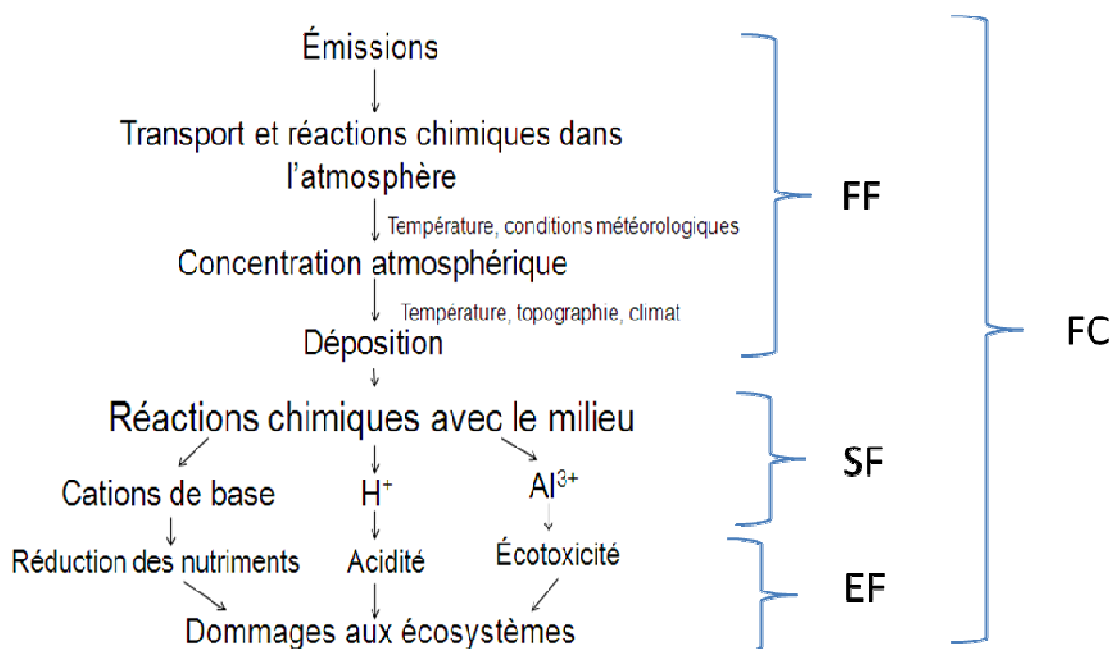 Émissions
Transport et réactions chimiques dans
l'atmosphère
Température, conditions météorologiques
Concentration atmosphérique
Température, topographie, climat
Déposition
FF
Réactions chimiques avec le milieu
Cations de base H⁺ Al³⁺
SF
Réduction des nutriments Acidité Écotoxicité
Dommages aux écosystèmes
EF
FC